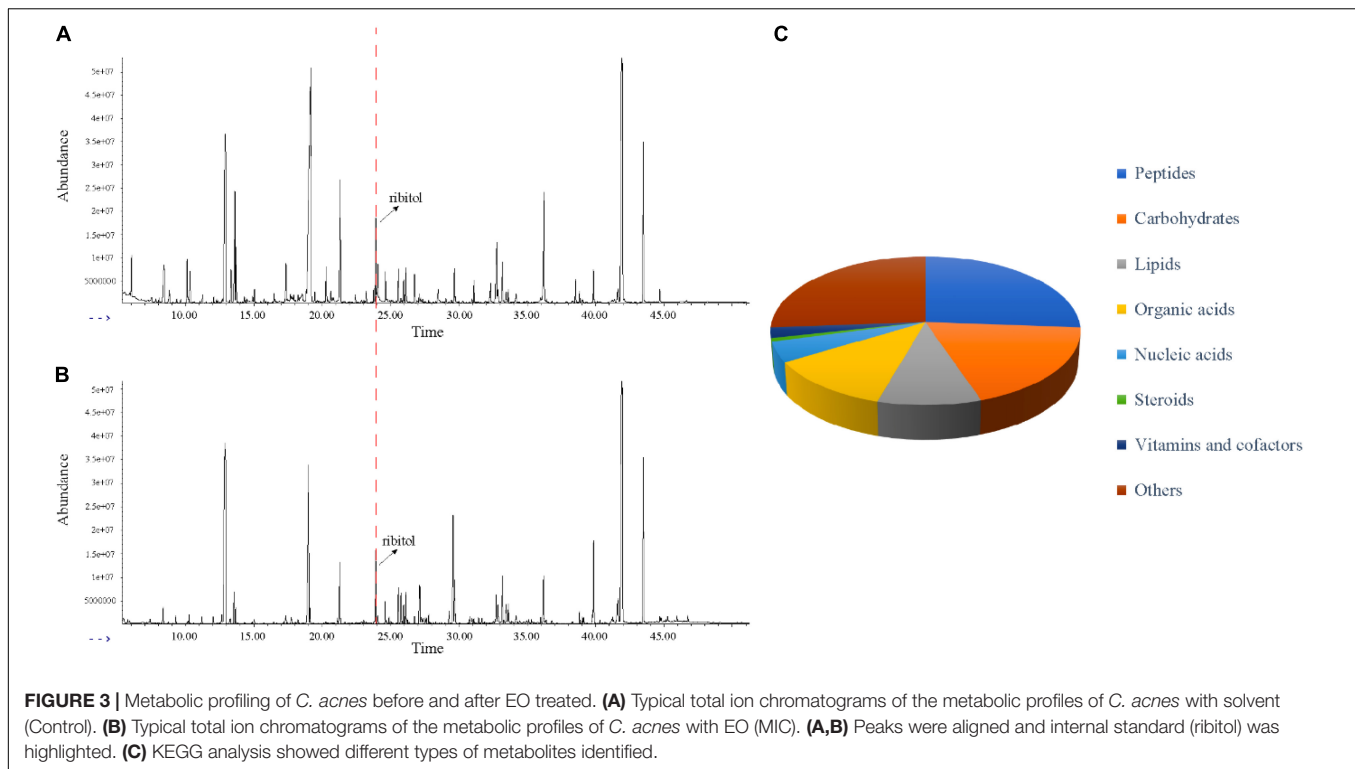 A
Abundance
5e+07
4.5e+07
4e+07
3.5e+07
3e+07
2.5e+07
2e+07
1.5e+07
1e+07
5000000
ribitol
-->
10.00 15.00 20.00 25.00 30.00 35.00 40.00 45.00
Time
B
Abundance
5e+07
4.5e+07
4e+07
3.5e+07
3e+07
2.5e+07
2e+07
1.5e+07
1e+07
5000000
ribitol
-->
10.00 15.00 20.00 25.00 30.00 35.00 40.00 45.00
Time
C
Peptides
Carbohydrates
Lipids
Organic acids
Nucleic acids
Steroids
Vitamins and cofactors
Others
FIGURE 3 | Metabolic profiling of C. acnes before and after EO treated. (A) Typical total ion chromatograms of the metabolic profiles of C. acnes with solvent
(Control). (B) Typical total ion chromatograms of the metabolic profiles of C. acnes with EO (MIC). (A,B) Peaks were aligned and internal standard (ribitol) was
highlighted. (C) KEGG analysis showed different types of metabolites identified.